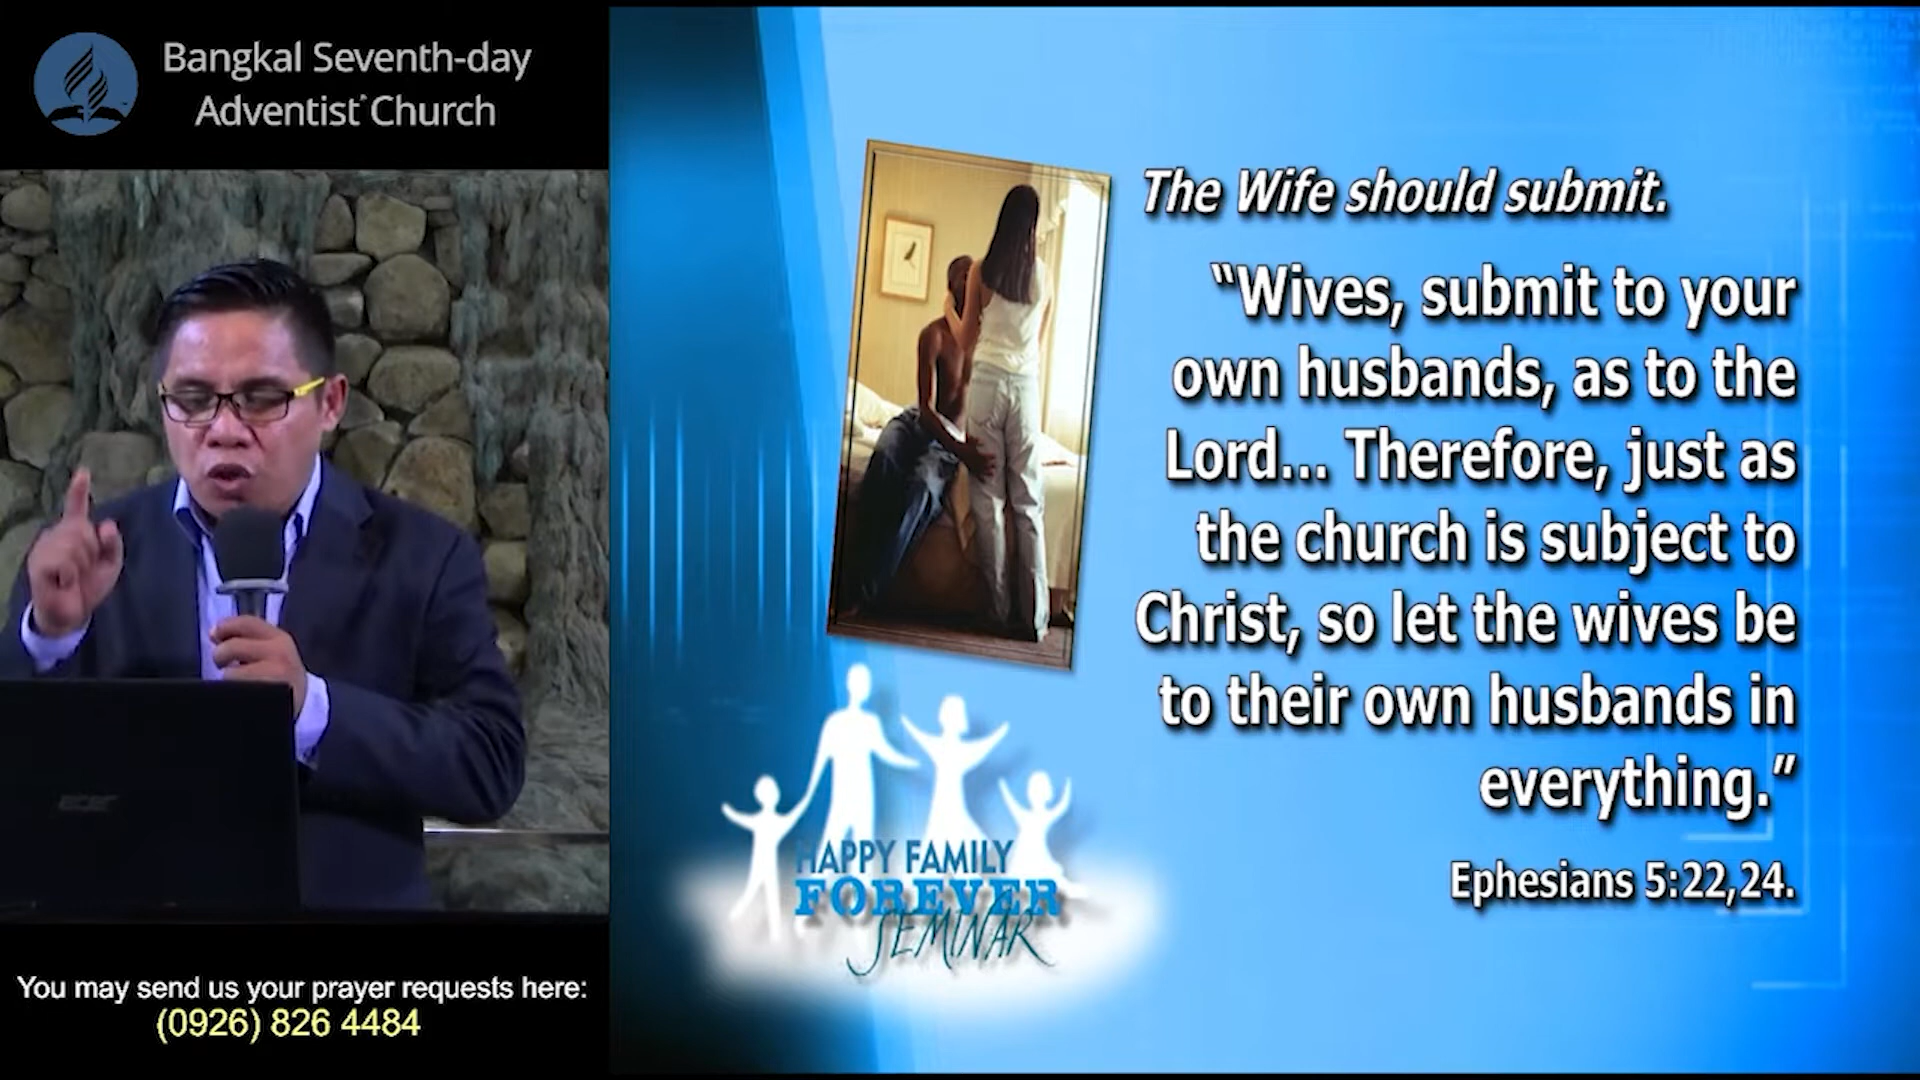 Bangkal Seventh-day
Adventist Church
The Wife should submit.
“Wives, submit to your
own husbands, as to the
Lord... Therefore, just as
the church is subject to
Christ, so let the wives be
to their own husbands in
everything.”
Ephesians 5:22,24.
HAPPY FAMILY
FOREVER
SEMINAR
acer
You may send us your prayer requests here:
(0926) 826 4484